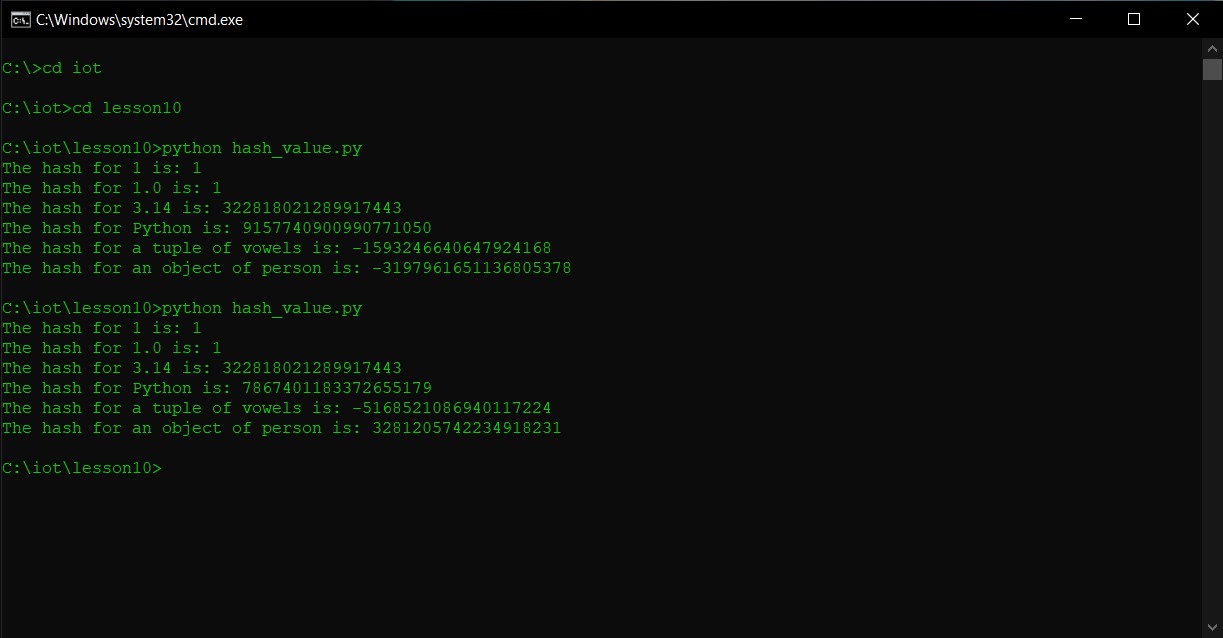 C:\Windows\system32\cmd.exe
C:\>cd iot
C:\iot>cd lesson10
C:\iot\lesson10>python hash_value.py
The hash for 1 is: 1
The hash for 1.0 is: 1
The hash for 3.14 is: 322818021289917443
The hash for Python is: 9157740900990771050
The hash for a tuple of vowels is: -1593246640647924168
The hash for an object of person is: -3197961651136805378
C:\iot\lesson10>python hash_value.py
The hash for 1 is: 1
The hash for 1.0 is: 1
The hash for 3.14 is: 322818021289917443
The hash for Python is: 7867401183372655179
The hash for a tuple of vowels is: -5168521086940117224
The hash for an object of person is: 3281205742234918231
C:\iot\lesson10>